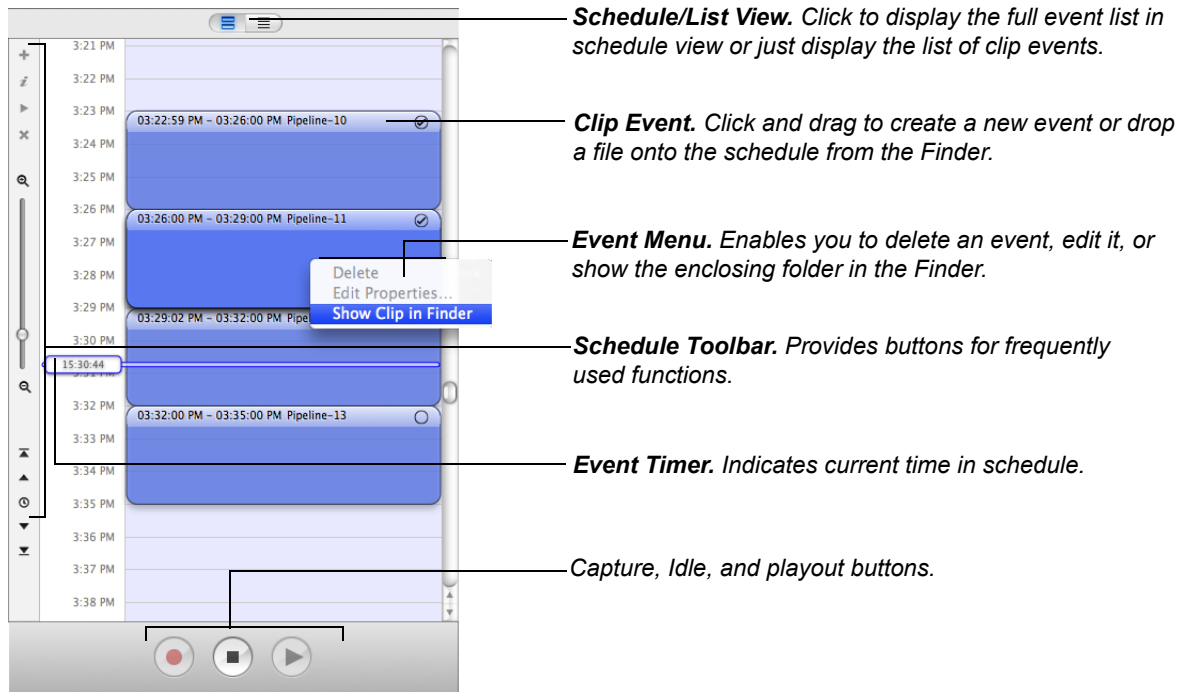 Schedule/List View. Click to display the full event list in
schedule view or just display the list of clip events.
3:21 PM
3:22 PM
3:23 PM
03:22:59 PM – 03:26:00 PM Pipeline-10
Clip Event. Click and drag to create a new event or drop
a file onto the schedule from the Finder.
3:24 PM
3:25 PM
3:26 PM
03:26:00 PM – 03:29:00 PM Pipeline-11
3:27 PM
Event Menu. Enables you to delete an event, edit it, or
show the enclosing folder in the Finder.
3:28 PM
Delete
Edit Properties...
Show Clip in Finder
3:29 PM
03:29:02 PM – 03:32:00 PM Pipe
3:30 PM
15:30:44
Schedule Toolbar. Provides buttons for frequently
used functions.
3:32 PM
03:32:00 PM – 03:35:00 PM Pipeline-13
3:33 PM
3:34 PM
Event Timer. Indicates current time in schedule.
3:35 PM
3:36 PM
3:37 PM
Capture, Idle, and playout buttons.
3:38 PM